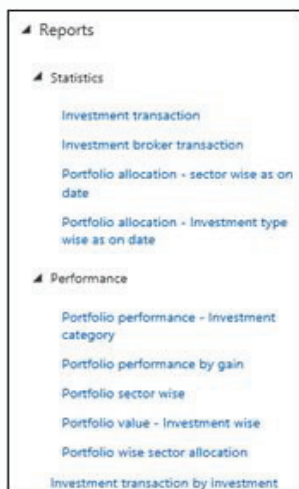 Reports
Statistics
Investment transaction
Investment broker transaction
Portfolio allocation - sector wise as on
date
Portfolio allocation - Investment type
wise as on date
Performance
Portfolio performance - Investment
category
Portfolio performance by gain
Portfolio sector wise
Portfolio value - Investment wise
Portfolio wise sector allocation
Investment transaction by investment